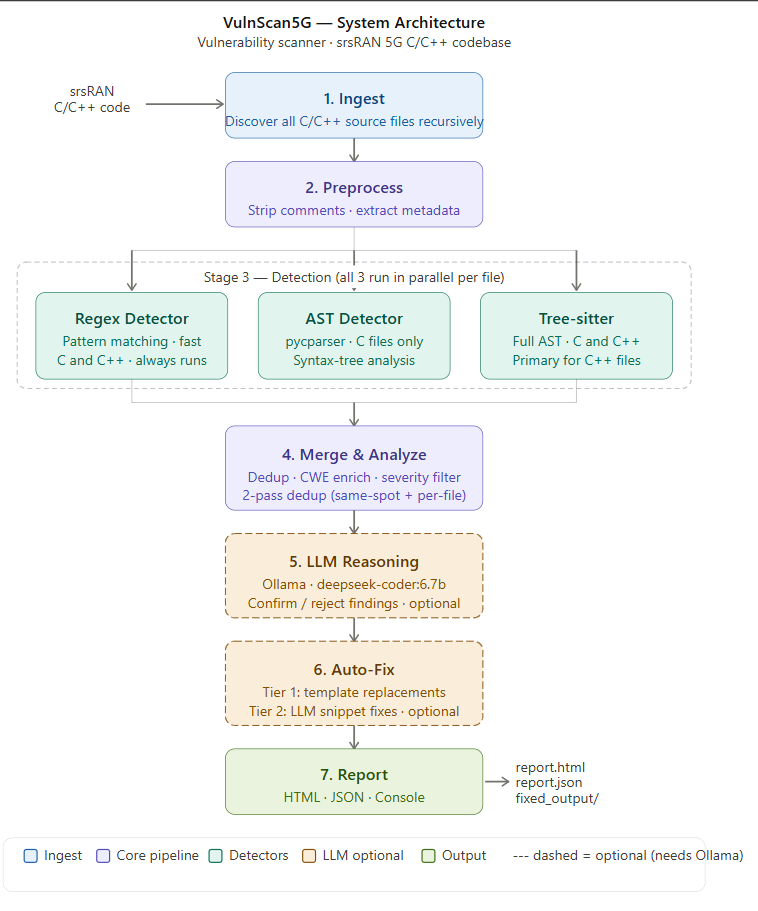 VulnScan5G — System Architecture
Vulnerability scanner · srsRAN 5G C/C++ codebase
srsRAN
C/C++ code
1. Ingest
Discover all C/C++ source files recursively
2. Preprocess
Strip comments · extract metadata
Stage 3 — Detection (all 3 run in parallel per file)
Regex Detector
Pattern matching · fast
C and C++ · always runs
AST Detector
pycparser · C files only
Syntax-tree analysis
Tree-sitter
Full AST · C and C++
Primary for C++ files
4. Merge & Analyze
Dedup · CWE enrich · severity filter
2-pass dedup (same-spot + per-file)
5. LLM Reasoning
Ollama · deepseek-coder:6.7b
Confirm / reject findings · optional
6. Auto-Fix
Tier 1: template replacements
Tier 2: LLM snippet fixes · optional
7. Report
HTML · JSON · Console
report.html
report.json
fixed_output/
Ingest
Core pipeline
Detectors
LLM optional
Output
--- dashed = optional (needs Ollama)